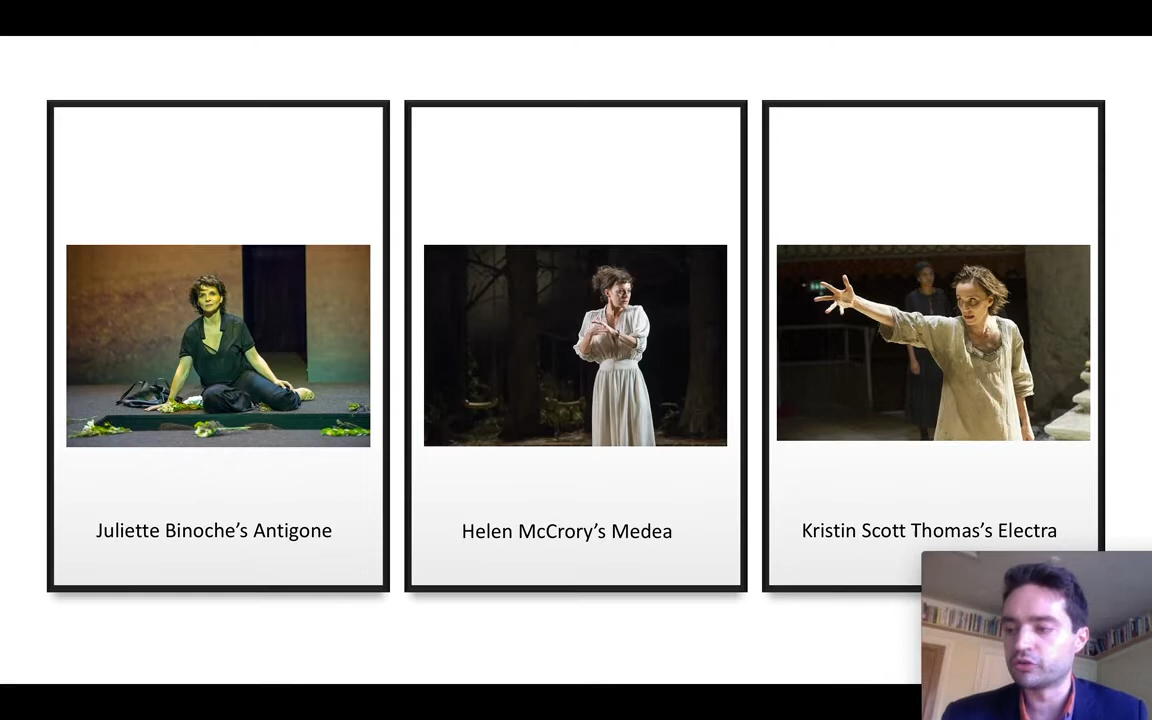 Juliette Binoche’s Antigone
Helen McCrory’s Medea
Kristin Scott Thomas’s Electra